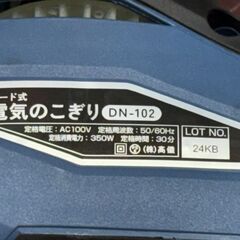 ード式
電気のこぎり DN-102
定格電圧：AC100V 定格周波数：50/60Hz
定格消費電力：350W 定格時間：30分
(株)高儀
LOT NO.
24KB